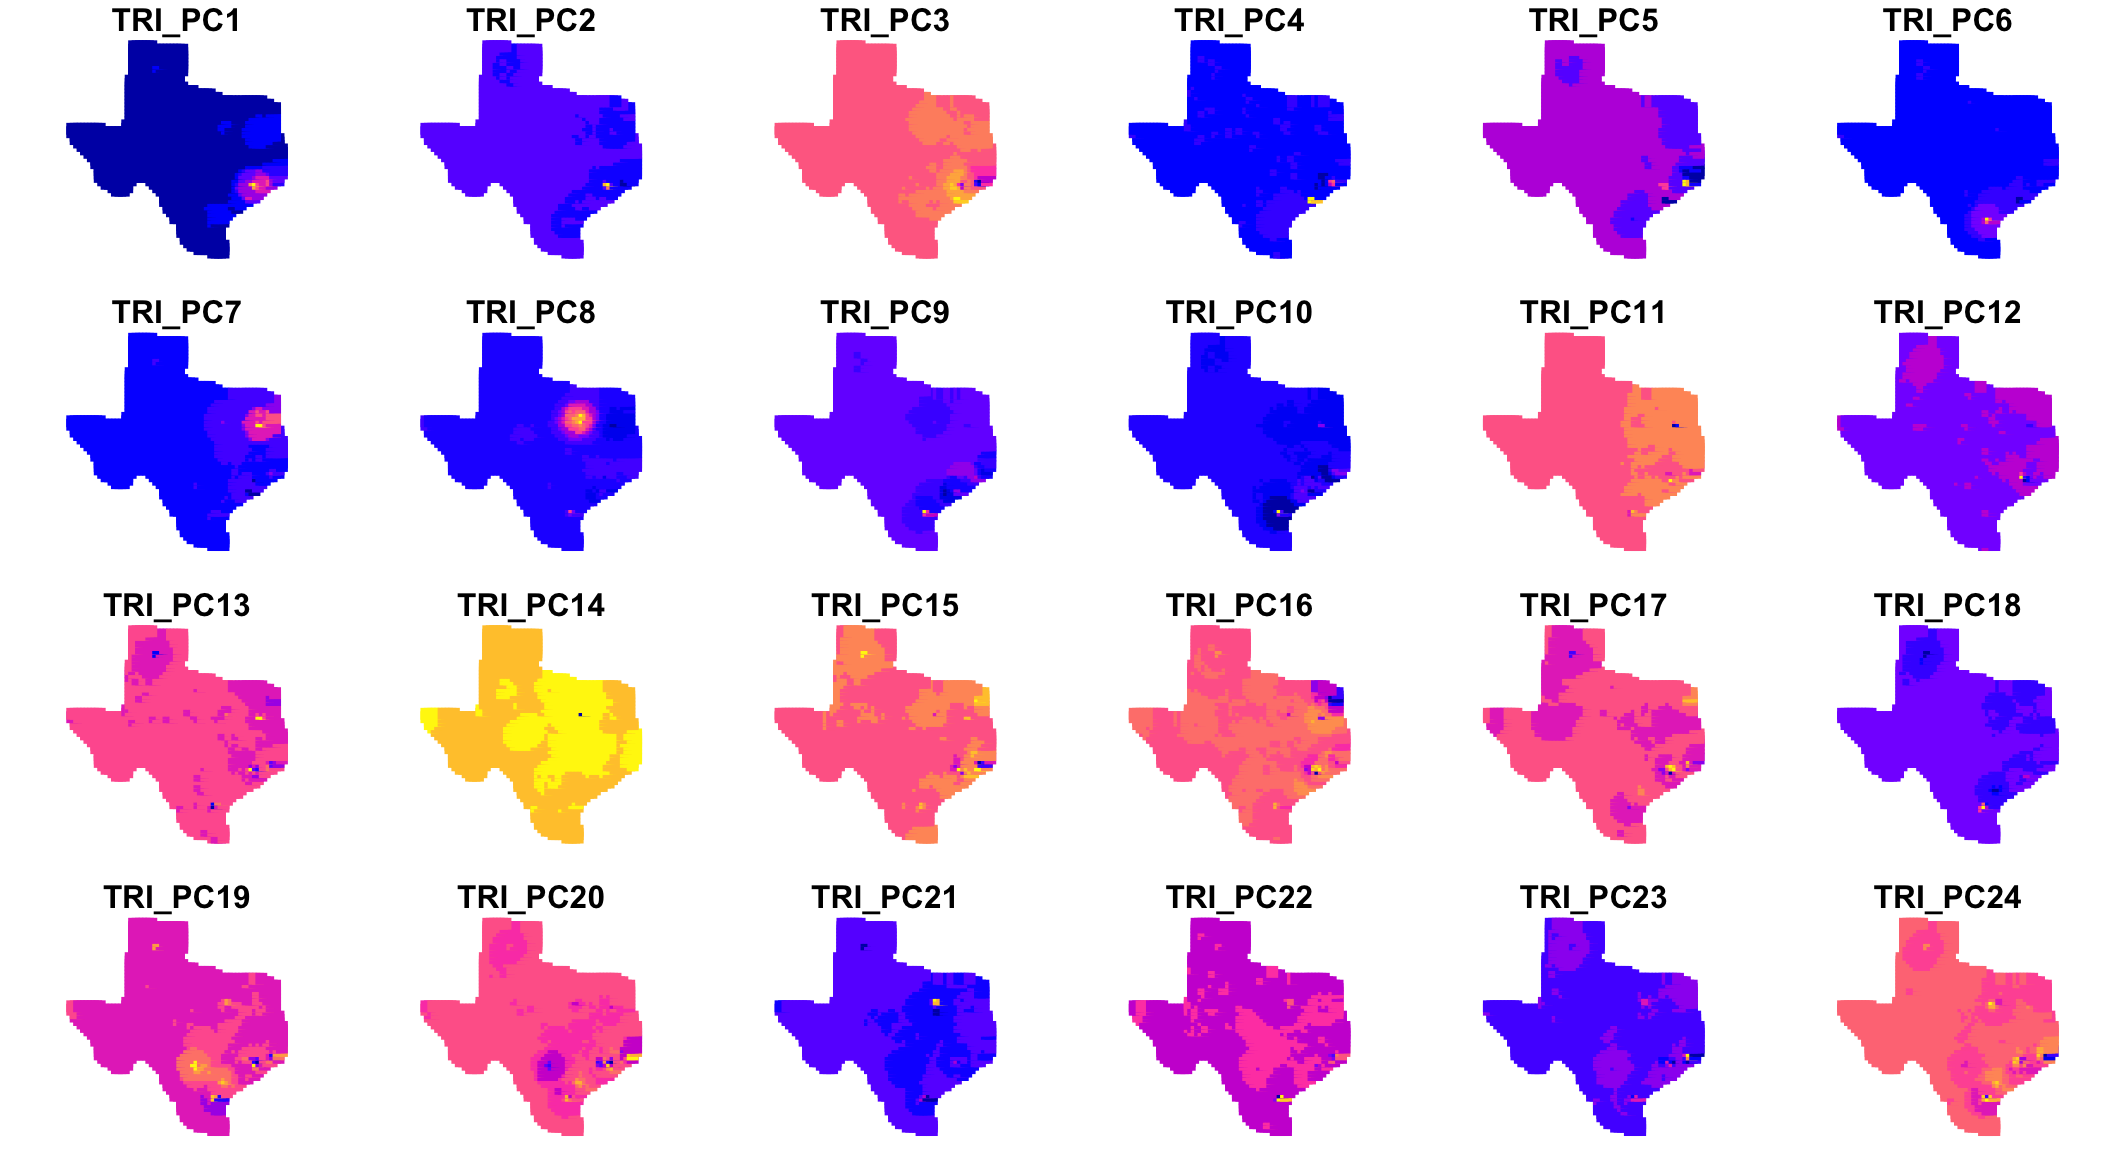 TRI_PC1 TRI_PC2 TRI_PC3 TRI_PC4 TRI_PC5 TRI_PC6
TRI_PC7 TRI_PC8 TRI_PC9 TRI_PC10 TRI_PC11 TRI_PC12
TRI_PC13 TRI_PC14 TRI_PC15 TRI_PC16 TRI_PC17 TRI_PC18
TRI_PC19 TRI_PC20 TRI_PC21 TRI_PC22 TRI_PC23 TRI_PC24